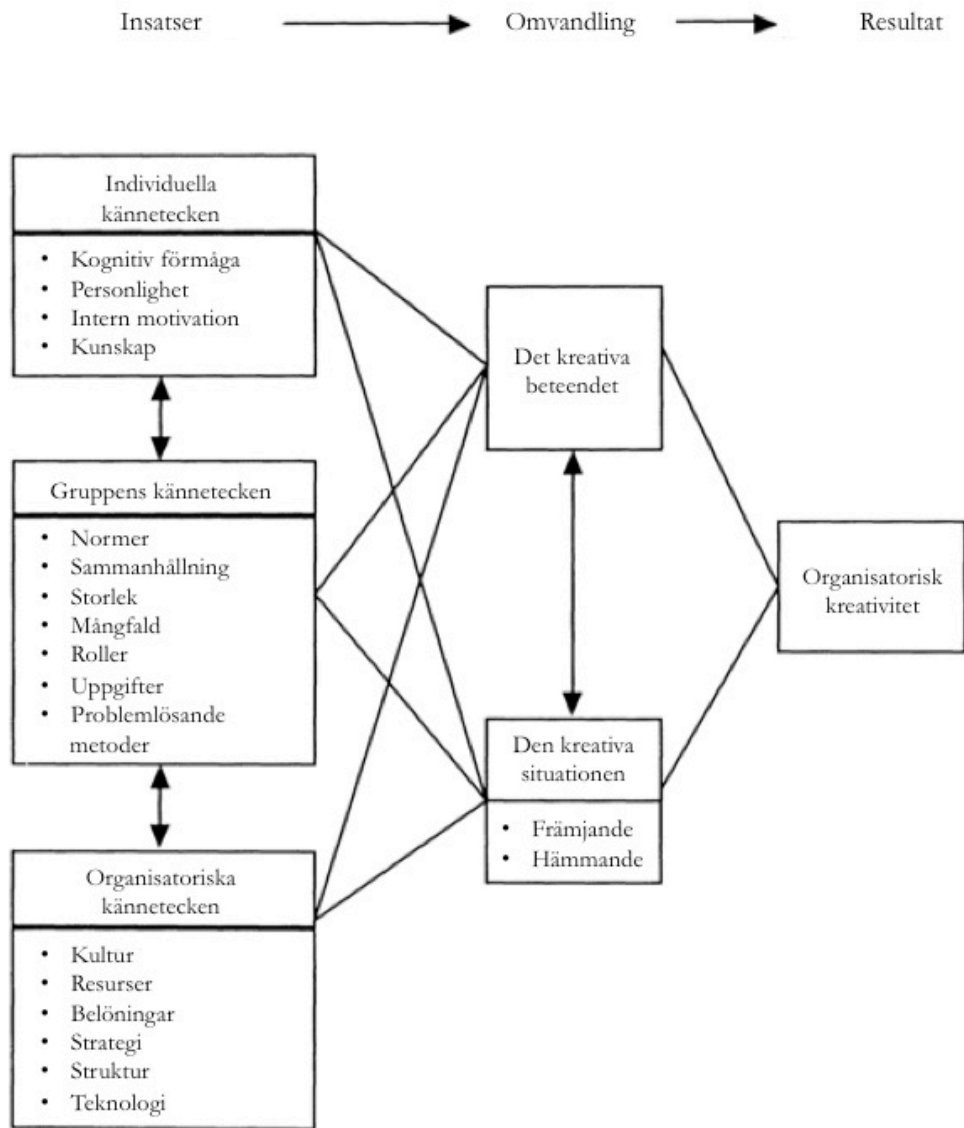 Insatser
Omvandling
Resultat
Individuella
kännetecken
• Kognitiv förmåga
• Personlighet
• Intern motivation
• Kunskap
Gruppens kännetecken
• Normer
• Sammanhållning
• Storlek
• Mångfald
• Roller
• Uppgifter
• Problemlösande
metoder
Organisatoriska
kännetecken
• Kultur
• Resurser
• Belöningar
• Strategi
• Struktur
• Teknologi
Det kreativa
beteendet
Den kreativa
situationen
• Främjande
• Hämmande
Organisatorisk
kreativitet